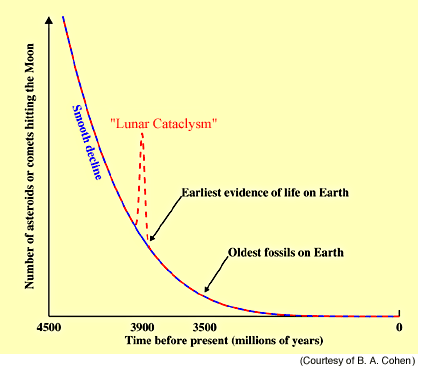 Number of asteroids or comets hitting the Moon
Smooth decline
"Lunar Cataclysm"
Earliest evidence of life on Earth
Oldest fossils on Earth
4500 3900 3500 0
Time before present (millions of years)
(Courtesy of B. A. Cohen)